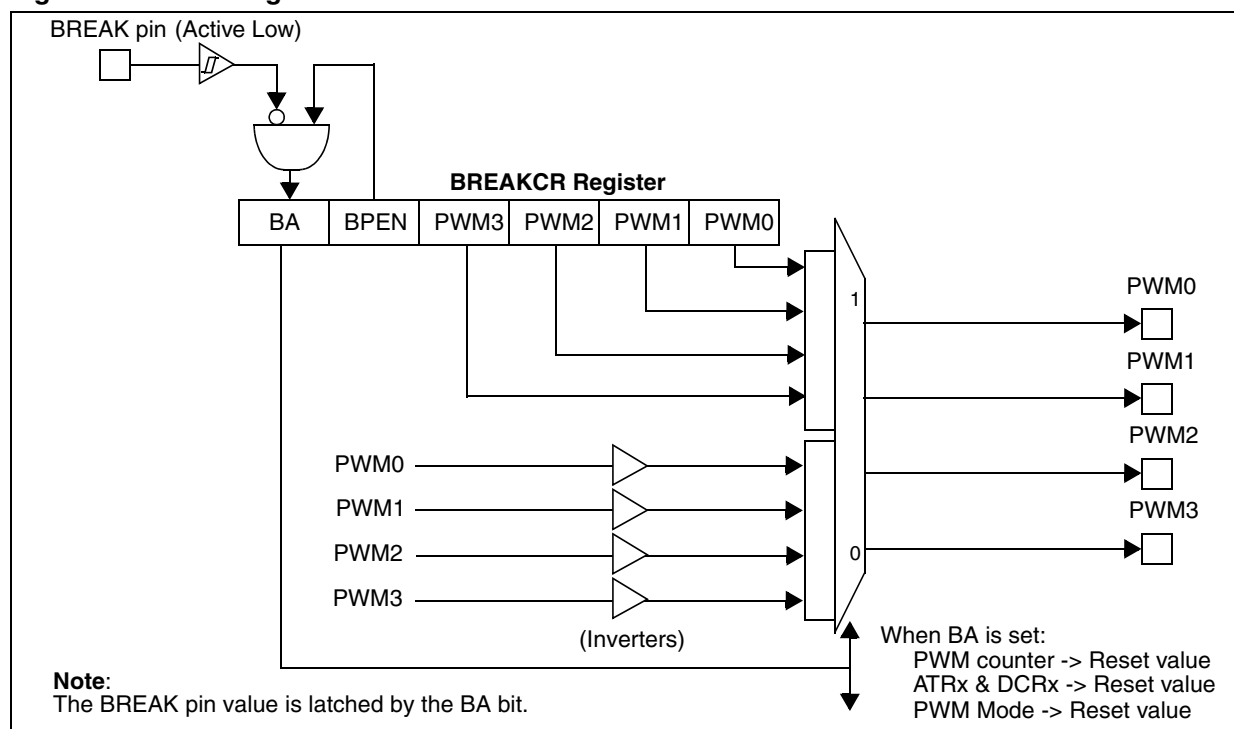 BREAK pin (Active Low)
BREAKCR Register
BA BPEN PWM3 PWM2 PWM1 PWM0
1
PWM0
PWM1
PWM2
PWM3
PWM0
PWM1
PWM2
PWM3
0
(Inverters)
When BA is set:
PWM counter -> Reset value
ATRx & DCRx -> Reset value
PWM Mode -> Reset value
Note:
The BREAK pin value is latched by the BA bit.